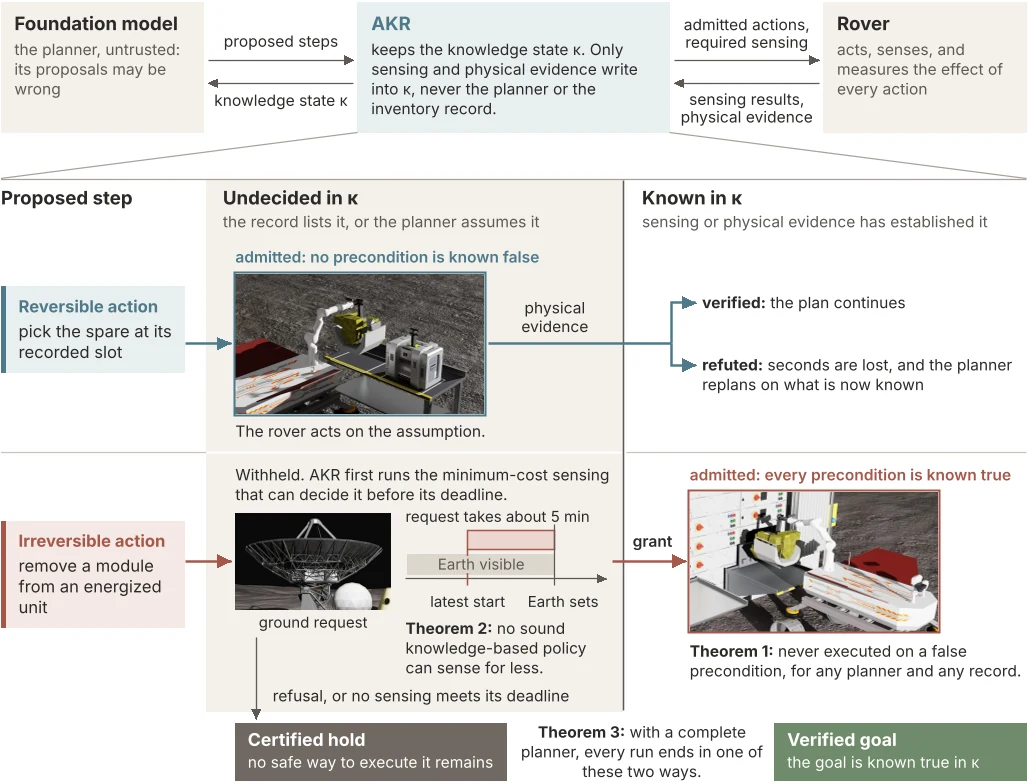 Foundation model
the planner, untrusted:
its proposals may be
wrong
proposed steps
knowledge state κ
AKR
keeps the knowledge state κ. Only
sensing and physical evidence write
into κ, never the planner or the
inventory record.
admitted actions,
required sensing
sensing results,
physical evidence
Rover
acts, senses, and
measures the effect of
every action
Proposed step
Undecided in κ
the record lists it, or the planner assumes it
Known in κ
sensing or physical evidence has established it
Reversible action
pick the spare at its
recorded slot
admitted: no precondition is known false
The rover acts on the assumption.
physical
evidence
verified: the plan continues
refuted: seconds are lost, and the planner
replans on what is now known
Irreversible action
remove a module
from an energized
unit
Withheld. AKR first runs the minimum-cost sensing
that can decide it before its deadline.
ground request
request takes about 5 min
Earth visible
latest start
Earth sets
Theorem 2: no sound
knowledge-based policy
can sense for less.
refusal, or no sensing meets its deadline
grant
admitted: every precondition is known true
Theorem 1: never executed on a false
precondition, for any planner and any record.
Certified hold
no safe way to execute it remains
Theorem 3: with a complete
planner, every run ends in one of
these two ways.
Verified goal
the goal is known true in κ